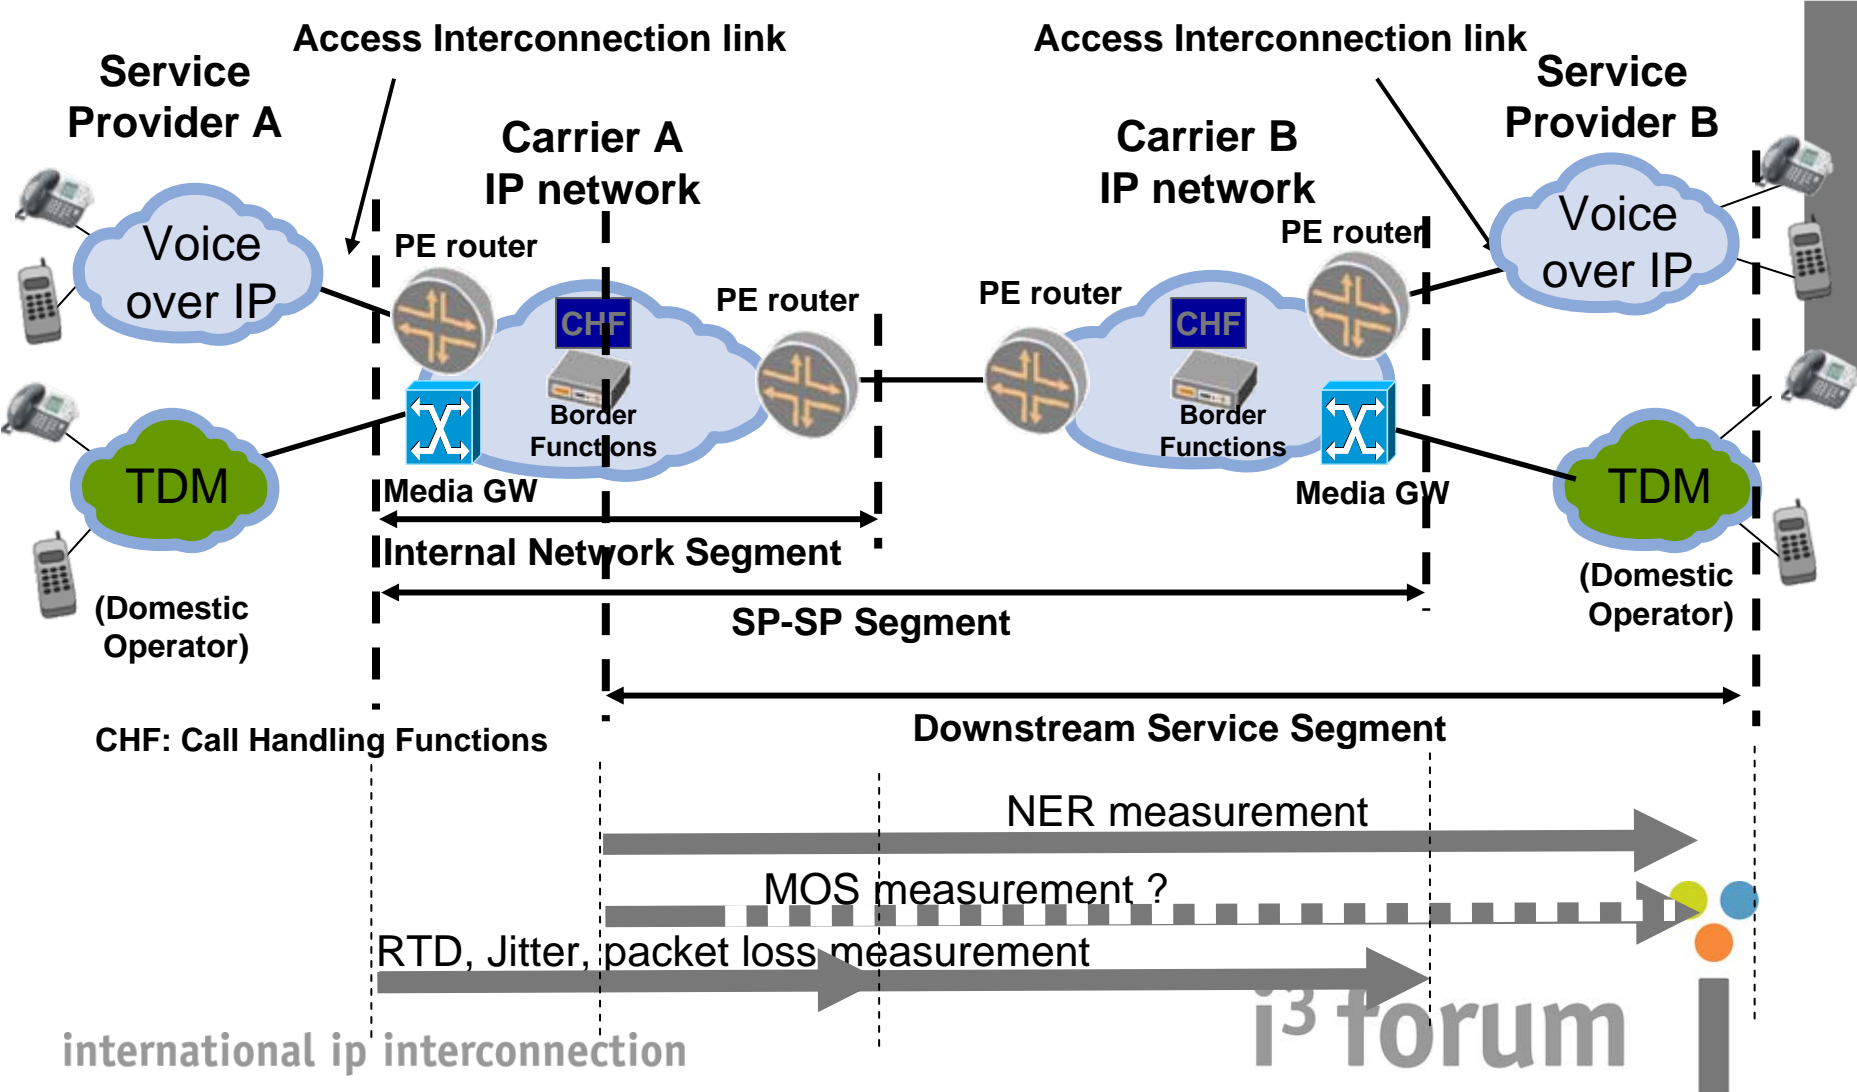 Access Interconnection link
Access Interconnection link
Service
Provider A
Service
Provider B
Carrier A
IP network
Carrier B
IP network
Voice
over IP
PE router
CHF
PE router
PE router
CHF
PE router
Voice
over IP
Border
Functions
Border
Functions
TDM
Media GW
Media GW
TDM
Internal Network Segment
(Domestic
Operator)
(Domestic
Operator)
SP-SP Segment
Downstream Service Segment
CHF: Call Handling Functions
NER measurement
MOS measurement ?
RTD, Jitter, packet loss measurement
international ip interconnection
i3 forum